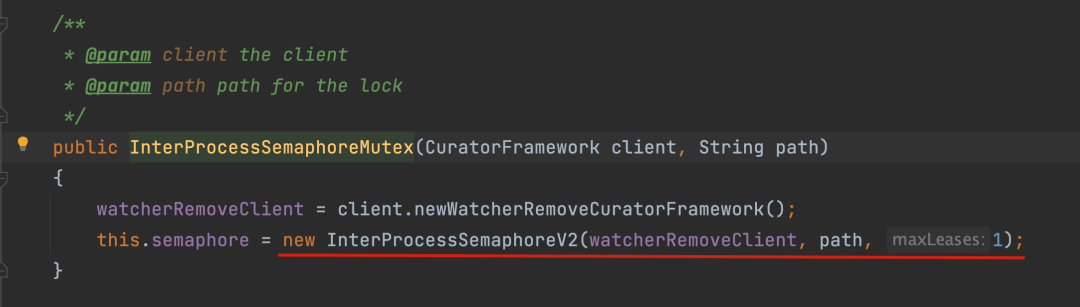 /**
 * @param client the client
 * @param path path for the lock
 */
public InterProcessSemaphoreMutex(CuratorFramework client, String path)
{
    watcherRemoveClient = client.newWatcherRemoveCuratorFramework();
    this.semaphore = new InterProcessSemaphoreV2(watcherRemoveClient, path, maxLeases: 1);
}